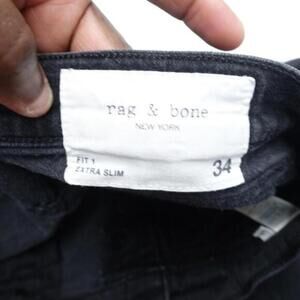 rag & bone
NEW YORK
FIT 1
EXTRA SLIM
34